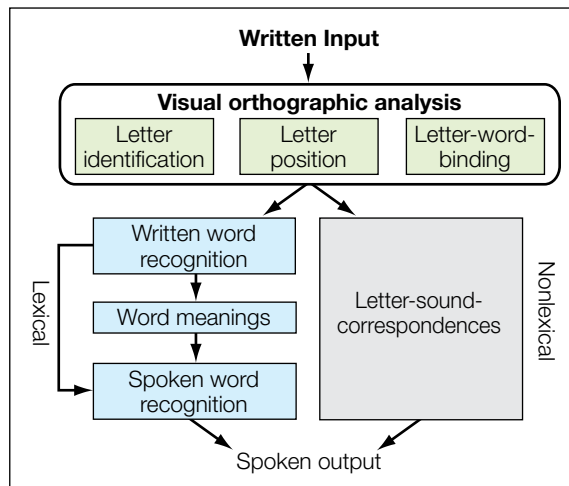 Written Input
Visual orthographic analysis
Letter
identification
Letter
position
Letter-word-
binding
Written word
recognition
Word meanings
Spoken word
recognition
Lexical
Letter-sound-
correspondences
Nonlexical
Spoken output